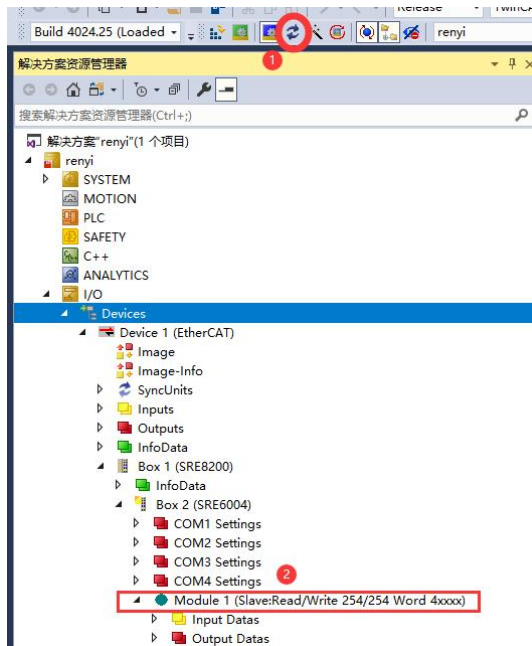 Release
TwinCA
Build 4024.25 (Loaded
renyi
1
解决方案资源管理器
搜索解决方案资源管理器(Ctrl+;)
解决方案"renyi"(1 个项目)
renyi
SYSTEM
MOTION
PLC
SAFETY
C++
ANALYTICS
I/O
Devices
Device 1 (EtherCAT)
Image
Image-Info
SyncUnits
Inputs
Outputs
InfoData
Box 1 (SRE8200)
InfoData
Box 2 (SRE6004)
COM1 Settings
COM2 Settings
COM3 Settings
COM4 Settings
2
Module 1 (Slave:Read/Write 254/254 Word 4xxxx)
Input Datas
Output Datas